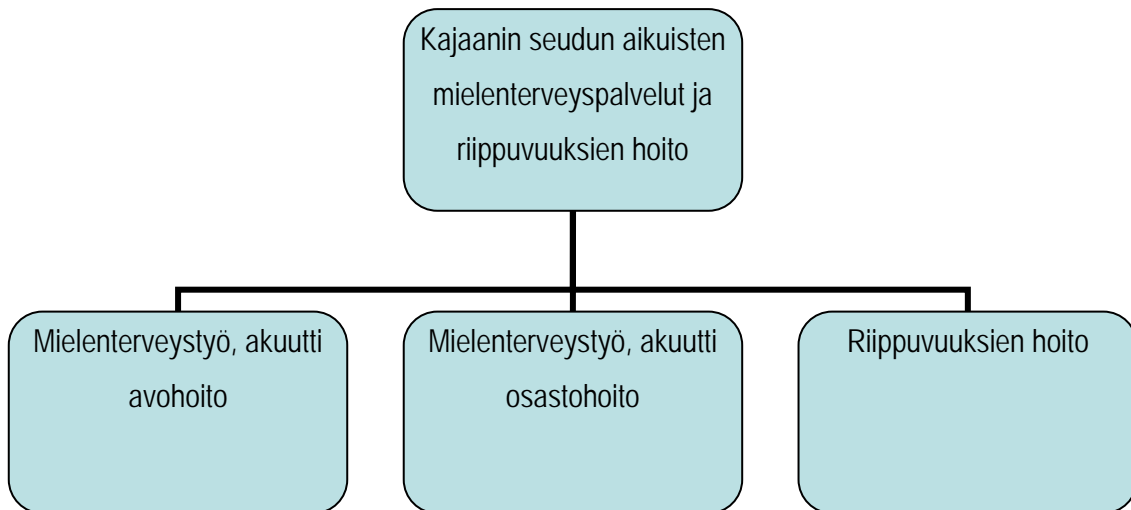 Kajaanin seudun aikuisten
mielenterveyspalvelut ja
riippuvuuksien hoito
Mielenterveystyö, akuutti
avohoito
Mielenterveystyö, akuutti
osastohoito
Riippuvuuksien hoito